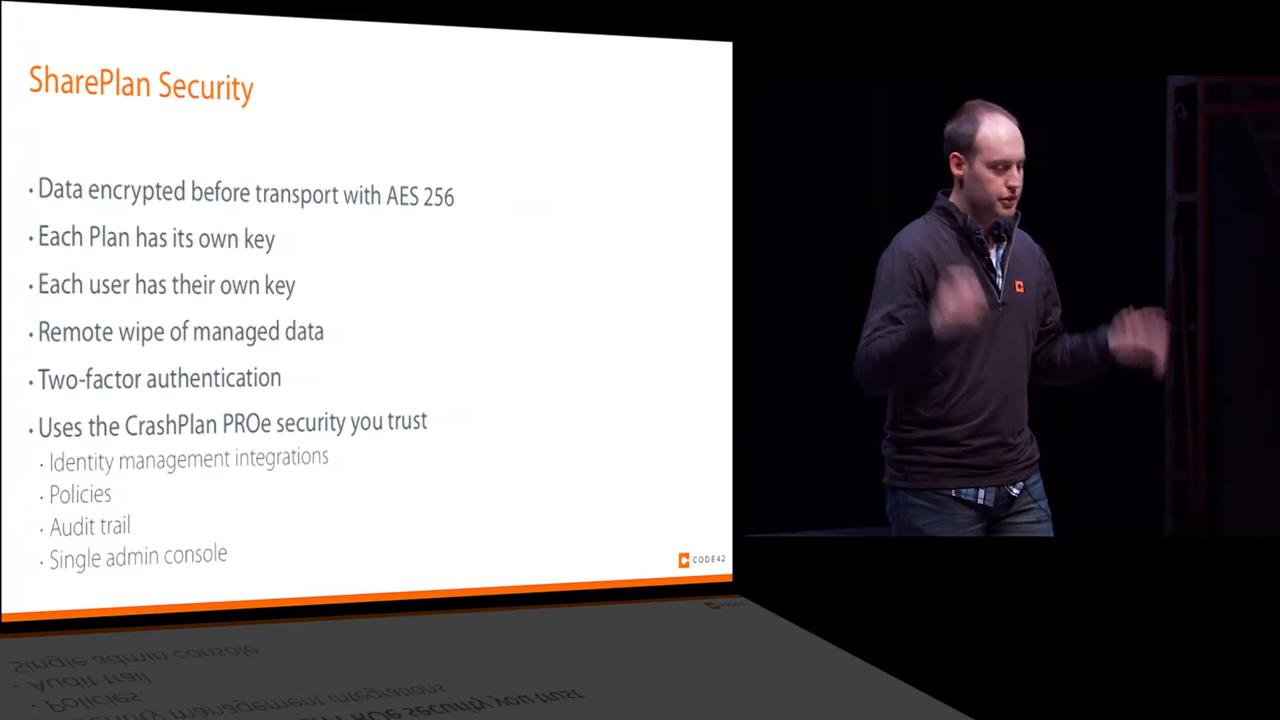 SharePlan Security
· Data encrypted before transport with AES 256
· Each Plan has its own key
· Each user has their own key
· Remote wipe of managed data
· Two-factor authentication
· Uses the CrashPlan PROe security you trust
· Identity management integrations
· Policies
· Audit trail
· Single admin console
CODE42